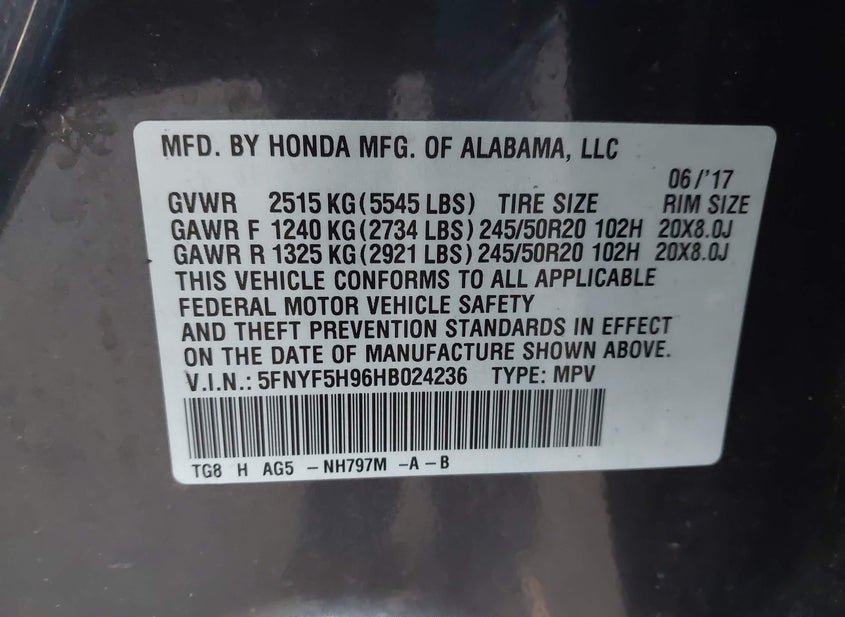 MFD. BY HONDA MFG. OF ALABAMA, LLC
06/'17
GVWR 2515 KG (5545 LBS) TIRE SIZE RIM SIZE
GAWR F 1240 KG (2734 LBS) 245/50R20 102H 20X8.0J
GAWR R 1325 KG (2921 LBS) 245/50R20 102H 20X8.0J
THIS VEHICLE CONFORMS TO ALL APPLICABLE
FEDERAL MOTOR VEHICLE SAFETY
AND THEFT PREVENTION STANDARDS IN EFFECT
ON THE DATE OF MANUFACTURE SHOWN ABOVE.
V.I.N.: 5FNYF5H96HB024236 TYPE: MPV
TG8 H AG5 -NH797M -A-B